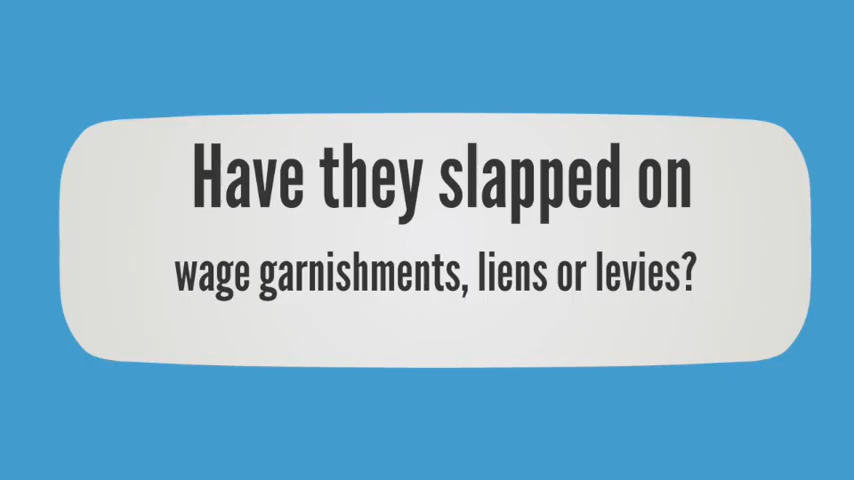 Have they slapped on
wage garnishments, liens or levies?